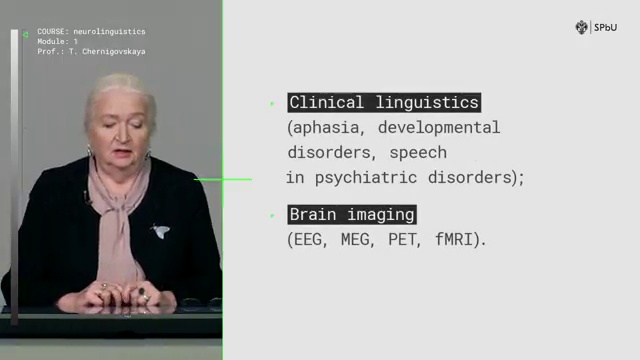 COURSE: neurolinguistics
Module: 1
Prof.: T. Chernigovskaya
SPbU
Clinical linguistics
(aphasia, developmental
disorders, speech
in psychiatric disorders);
Brain imaging
(EEG, MEG, PET, fMRI).